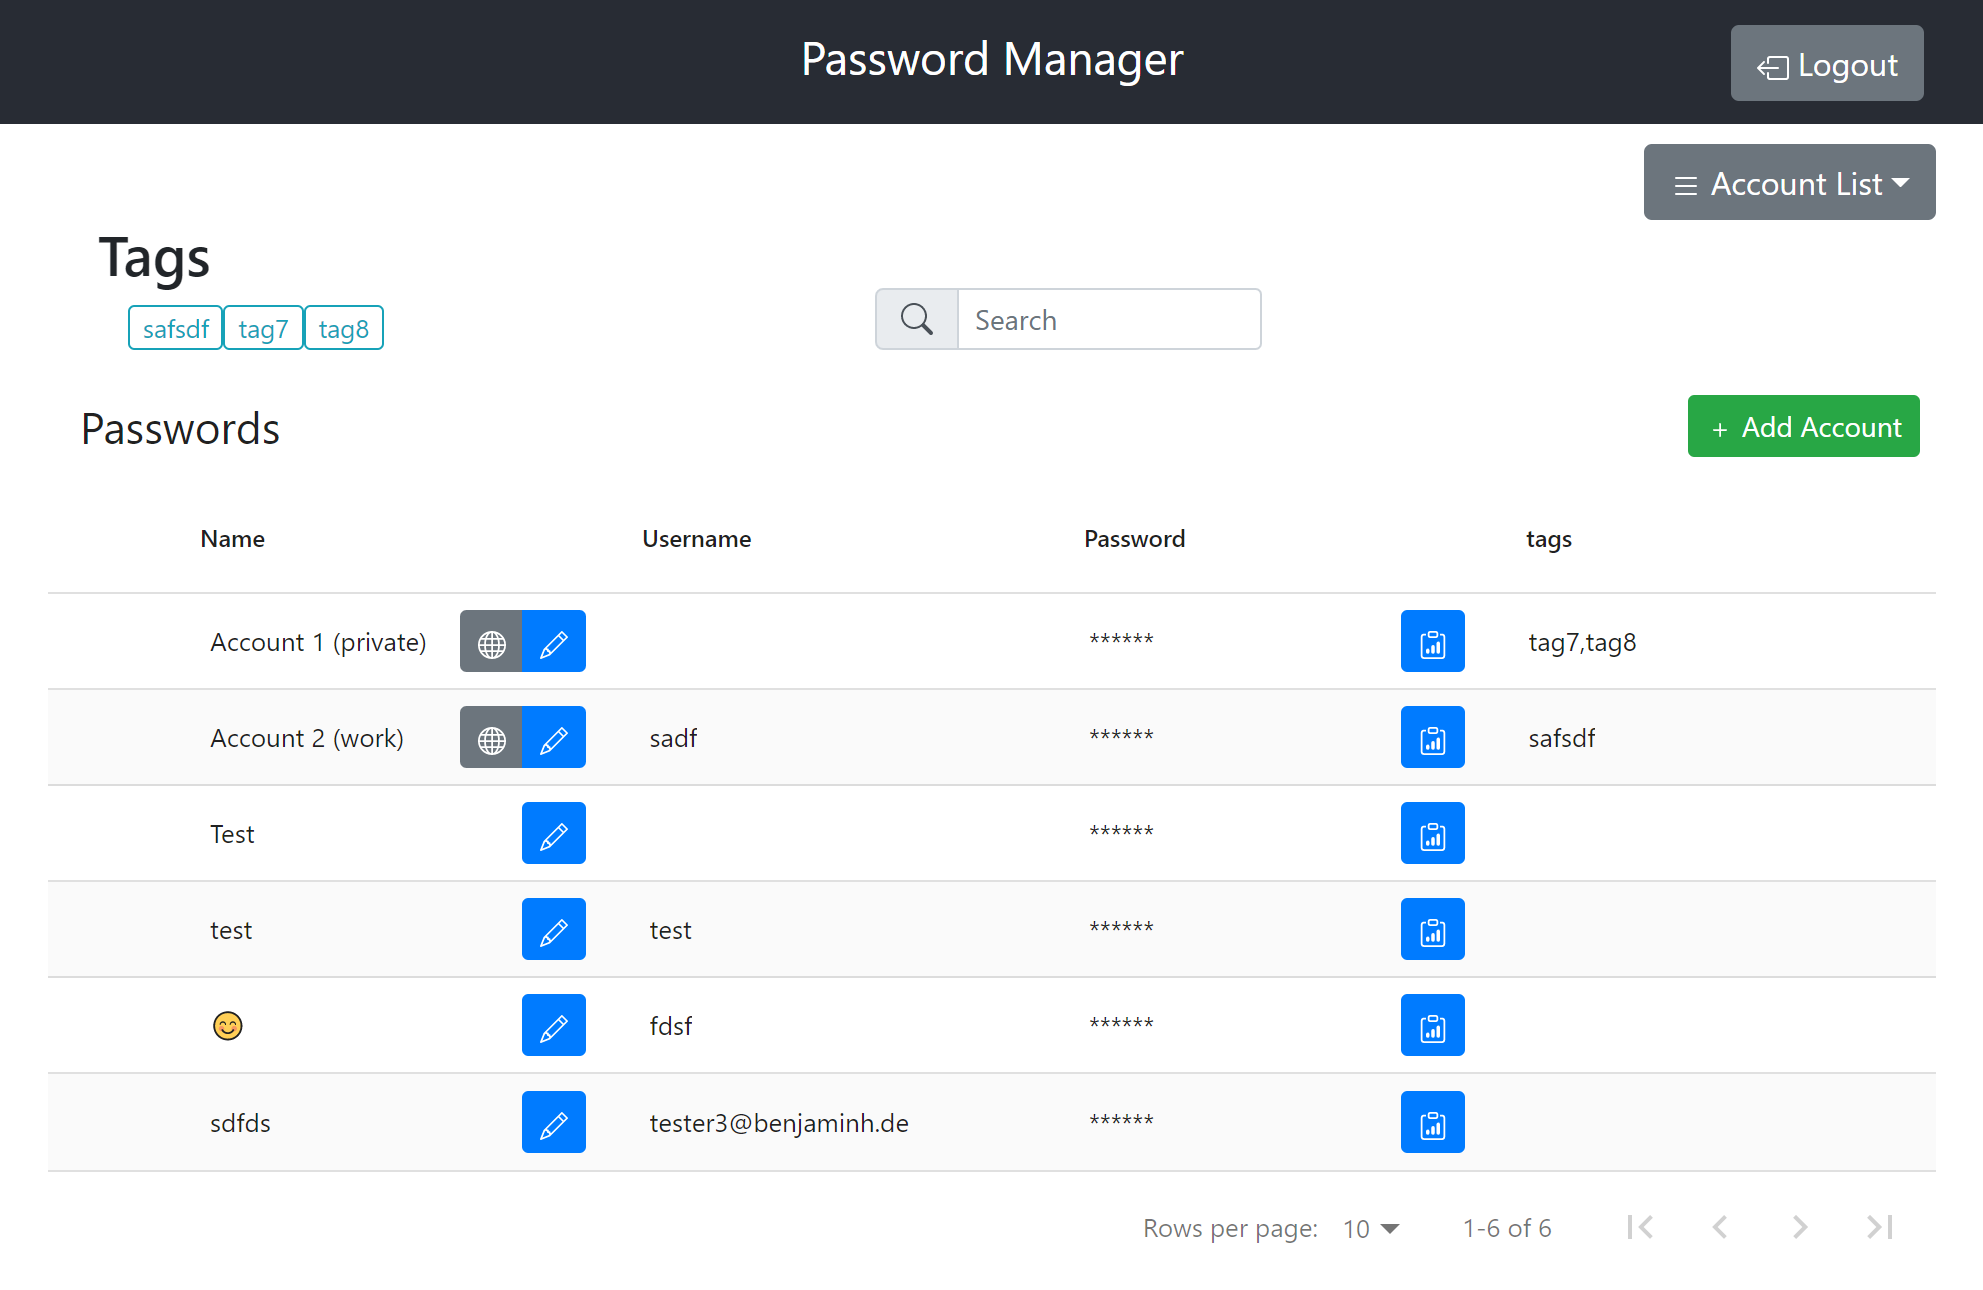 Password Manager
Logout
Account List
Tags
safsdf tag7 tag8
Search
Passwords
+ Add Account
Name Username Password tags
Account 1 (private) ****** tag7,tag8
Account 2 (work) sadf ****** safsdf
Test ******
test test ******
😊 fdsf ******
sdfds tester3@benjaminh.de ******
Rows per page: 10 1-6 of 6